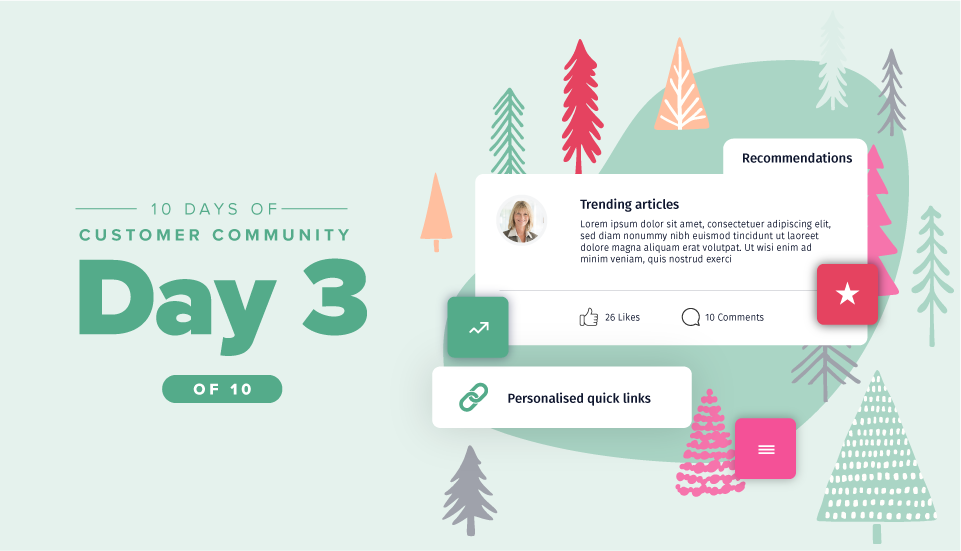 10 DAYS OF
CUSTOMER COMMUNITY
Day 3
OF 10
Recommendations
Trending articles
Lorem ipsum dolor sit amet, consectetuer adipiscing elit,
sed diam nonummy nibh euismod tincidunt ut laoreet
dolore magna aliquam erat volutpat. Ut wisi enim ad
minim veniam, quis nostrud exerci
26 Likes
10 Comments
Personalised quick links